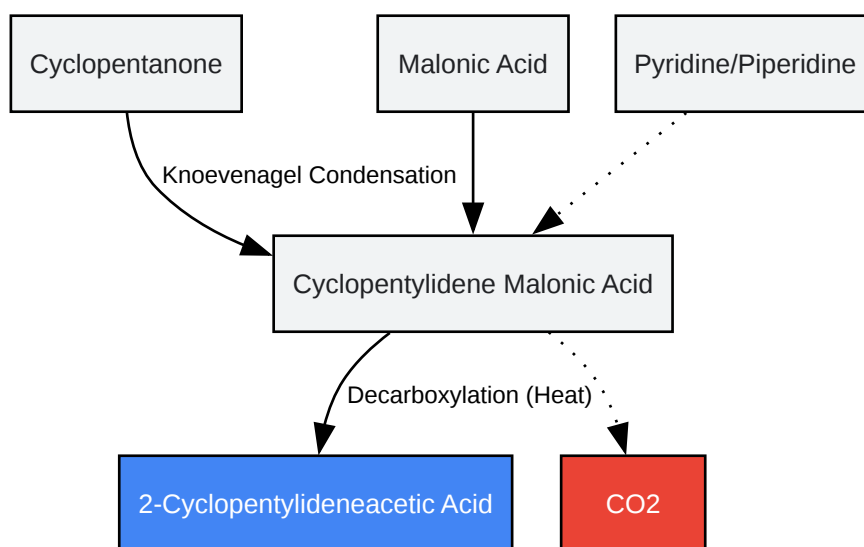 Cyclopentanone
Malonic Acid
Pyridine/Piperidine
Knoevenagel Condensation
Cyclopentylidene Malonic Acid
Decarboxylation (Heat)
2-Cyclopentylideneacetic Acid
CO2